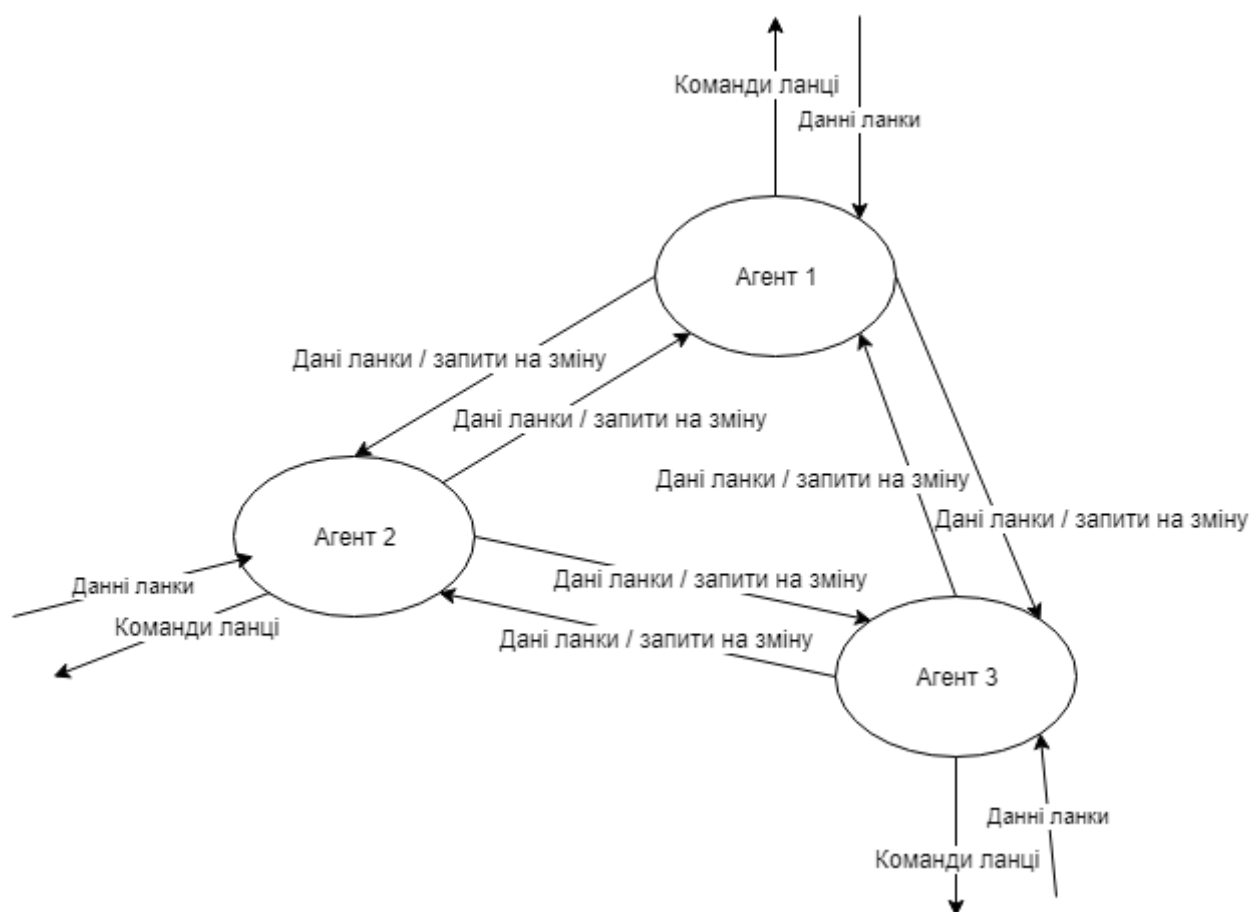 Команди ланці
Данні ланки
Агент 1
Дані ланки / запити на зміну
Дані ланки / запити на зміну
Дані ланки / запити на зміну
Дані ланки / запити на зміну
Агент 2
Дані ланки / запити на зміну
Данні ланки
Команди ланці
Дані ланки / запити на зміну
Агент 3
Данні ланки
Команди ланці